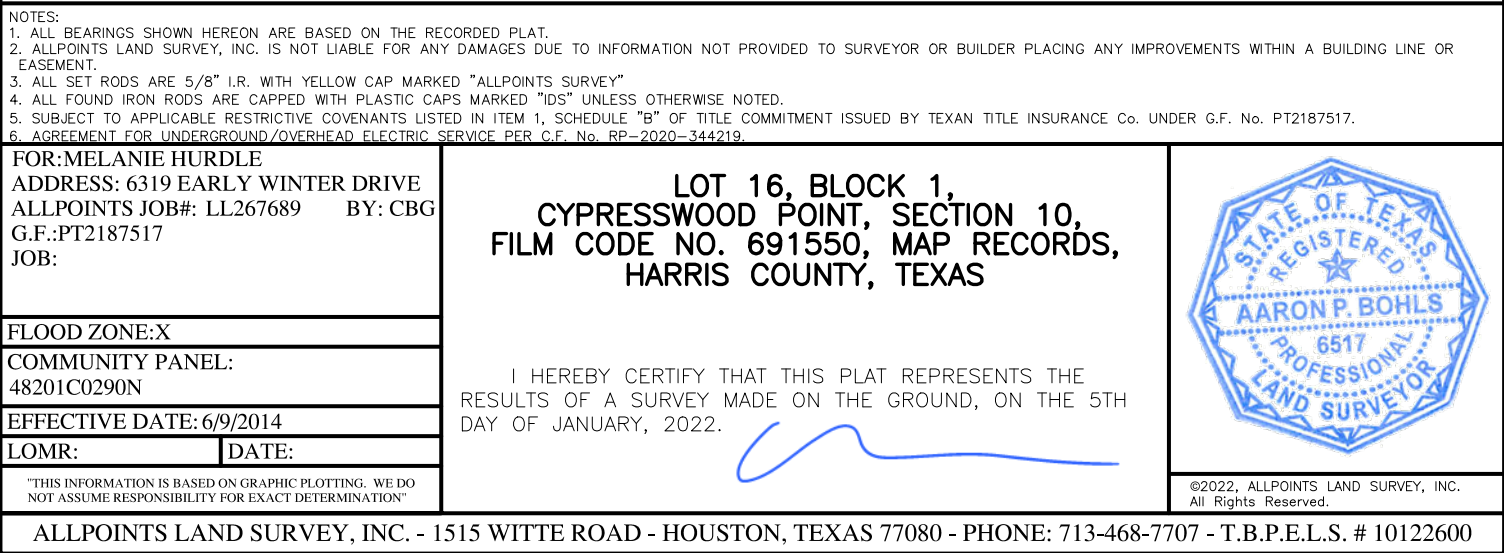 NOTES:
1. ALL BEARINGS SHOWN HEREON ARE BASED ON THE RECORDED PLAT.
2. ALLPOINTS LAND SURVEY, INC. IS NOT LIABLE FOR ANY DAMAGES DUE TO INFORMATION NOT PROVIDED TO SURVEYOR OR BUILDER PLACING ANY IMPROVEMENTS WITHIN A BUILDING LINE OR
EASEMENT.
3. ALL SET RODS ARE 5/8" I.R. WITH YELLOW CAP MARKED "ALLPOINTS SURVEY"
4. ALL FOUND IRON RODS ARE CAPPED WITH PLASTIC CAPS MARKED "IDS" UNLESS OTHERWISE NOTED.
5. SUBJECT TO APPLICABLE RESTRICTIVE COVENANTS LISTED IN ITEM 1, SCHEDULE "B" OF TITLE COMMITMENT ISSUED BY TEXAN TITLE INSURANCE Co. UNDER G.F. No. PT2187517.
6. AGREEMENT FOR UNDERGROUND/OVERHEAD ELECTRIC SERVICE PER C.F. No. RP-2020-344219.
FOR:MELANIE HURDLE
ADDRESS: 6319 EARLY WINTER DRIVE
ALLPOINTS JOB#: LL267689 BY: CBG
G.F.:PT2187517
JOB:
FLOOD ZONE:X
COMMUNITY PANEL:
48201C0290N
EFFECTIVE DATE: 6/9/2014
LOMR: DATE:
"THIS INFORMATION IS BASED ON GRAPHIC PLOTTING. WE DO
NOT ASSUME RESPONSIBILITY FOR EXACT DETERMINATION"
LOT 16, BLOCK 1,
CYPRESSWOOD POINT, SECTION 10,
FILM CODE NO. 691550, MAP RECORDS,
HARRIS COUNTY, TEXAS
I HEREBY CERTIFY THAT THIS PLAT REPRESENTS THE
RESULTS OF A SURVEY MADE ON THE GROUND, ON THE 5TH
DAY OF JANUARY, 2022.
STATE OF TEXAS
REGISTERED
AARON P. BOHLS
6517
PROFESSIONAL
LAND SURVEYOR
©2022, ALLPOINTS LAND SURVEY, INC.
All Rights Reserved.
ALLPOINTS LAND SURVEY, INC. - 1515 WITTE ROAD - HOUSTON, TEXAS 77080 - PHONE: 713-468-7707 - T.B.P.E.L.S. # 10122600